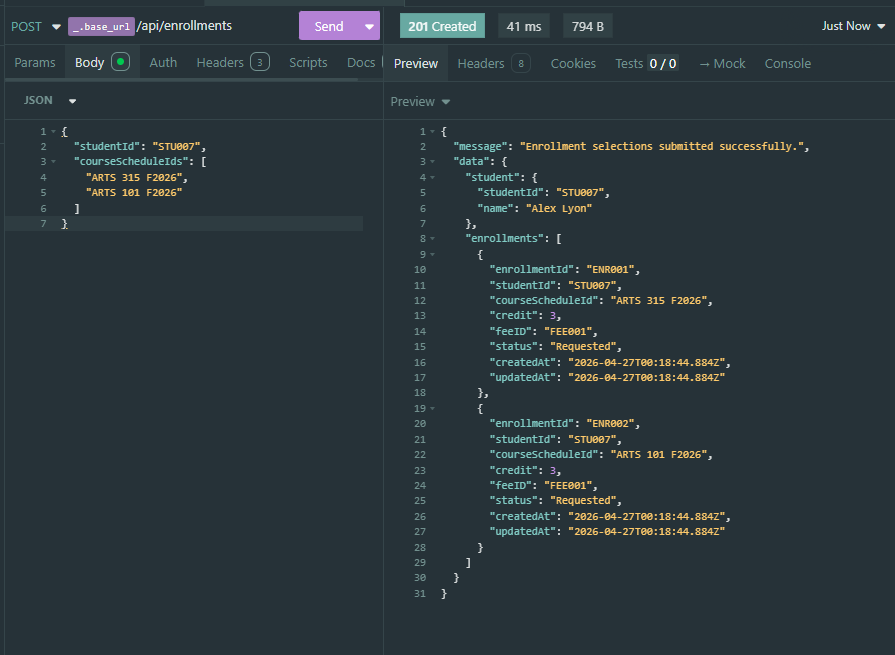 POST _.base_url /api/enrollments Send
Params Body Auth Headers 3 Scripts Docs
JSON
1 {
2 "studentId": "STU007",
3 "courseScheduleIds": [
4 "ARTS 315 F2026",
5 "ARTS 101 F2026"
6 ]
7 }
201 Created 41 ms 794 B Just Now
Preview Headers 8 Cookies Tests 0 / 0 → Mock Console
Preview
1 {
2 "message": "Enrollment selections submitted successfully.",
3 "data": {
4 "student": {
5 "studentId": "STU007",
6 "name": "Alex Lyon"
7 },
8 "enrollments": [
9 {
10 "enrollmentId": "ENR001",
11 "studentId": "STU007",
12 "courseScheduleId": "ARTS 315 F2026",
13 "credit": 3,
14 "feeID": "FEE001",
15 "status": "Requested",
16 "createdAt": "2026-04-27T00:18:44.884Z",
17 "updatedAt": "2026-04-27T00:18:44.884Z"
18 },
19 {
20 "enrollmentId": "ENR002",
21 "studentId": "STU007",
22 "courseScheduleId": "ARTS 101 F2026",
23 "credit": 3,
24 "feeID": "FEE001",
25 "status": "Requested",
26 "createdAt": "2026-04-27T00:18:44.884Z",
27 "updatedAt": "2026-04-27T00:18:44.884Z"
28 }
29 ]
30 }
31 }